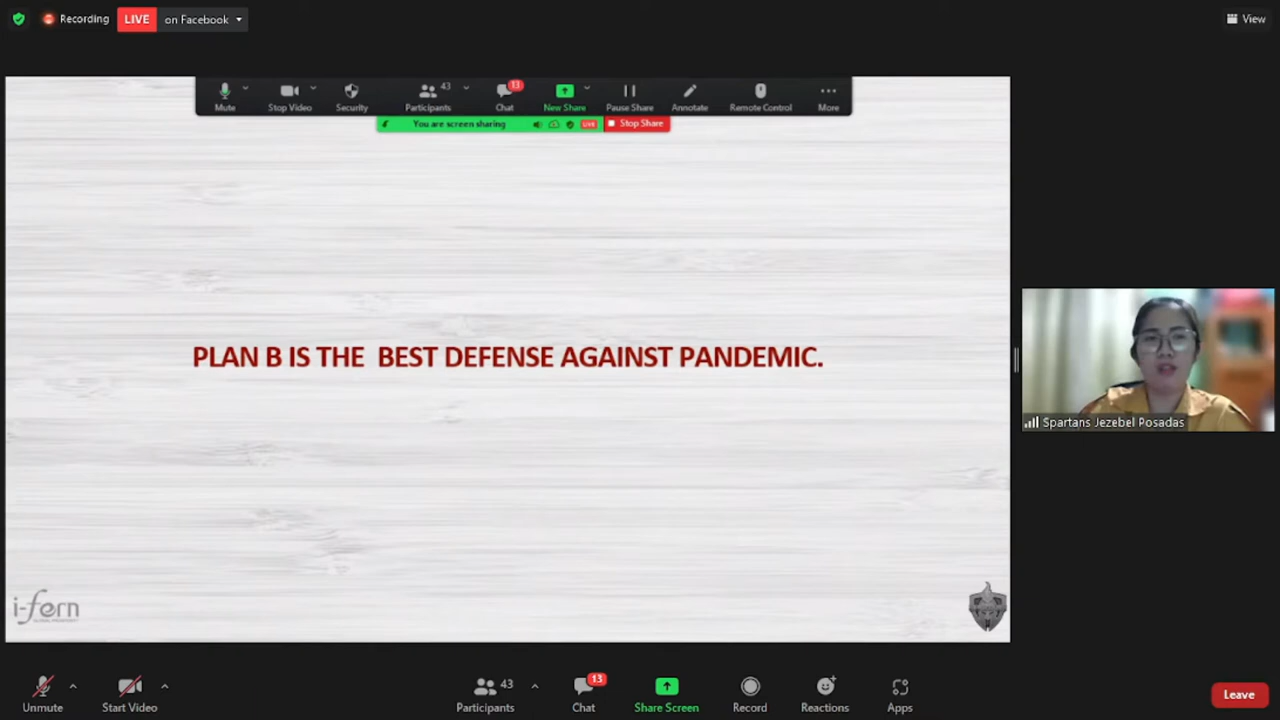 Recording
LIVE
on Facebook
View
Mute
Stop Video
Security
Participants
43
Chat
13
New Share
Pause Share
Annotate
Remote Control
More
You are screen sharing
LIVE
Stop Share
PLAN B IS THE BEST DEFENSE AGAINST PANDEMIC.
Spartans Jezebel Posadas
i-fern
Unmute
Start Video
Participants
43
Chat
13
Share Screen
Record
Reactions
Apps
Leave